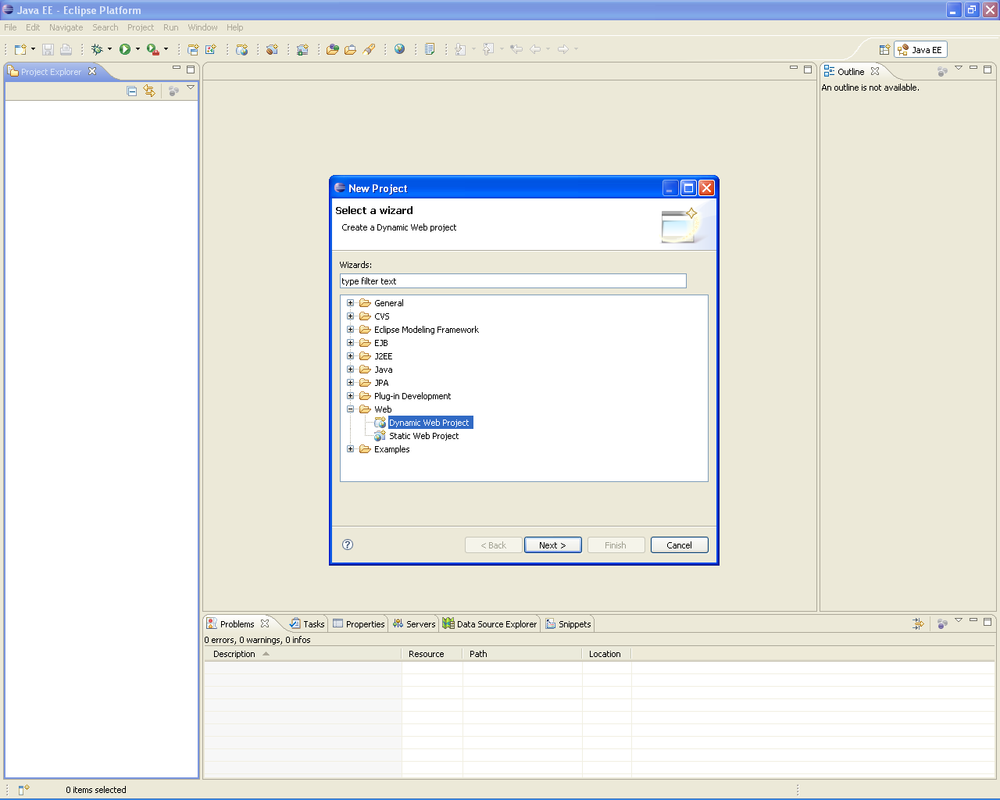 Java EE - Eclipse Platform
File Edit Navigate Search Project Run Window Help
Java EE
Project Explorer
Outline
An outline is not available.
New Project
Select a wizard
Create a Dynamic Web project
Wizards:
type filter text
General
CVS
Eclipse Modeling Framework
EJB
J2EE
Java
JPA
Plug-in Development
Web
Dynamic Web Project
Static Web Project
Examples
? < Back Next > Finish Cancel
Problems Tasks Properties Servers Data Source Explorer Snippets
0 errors, 0 warnings, 0 infos
Description Resource Path Location
0 items selected